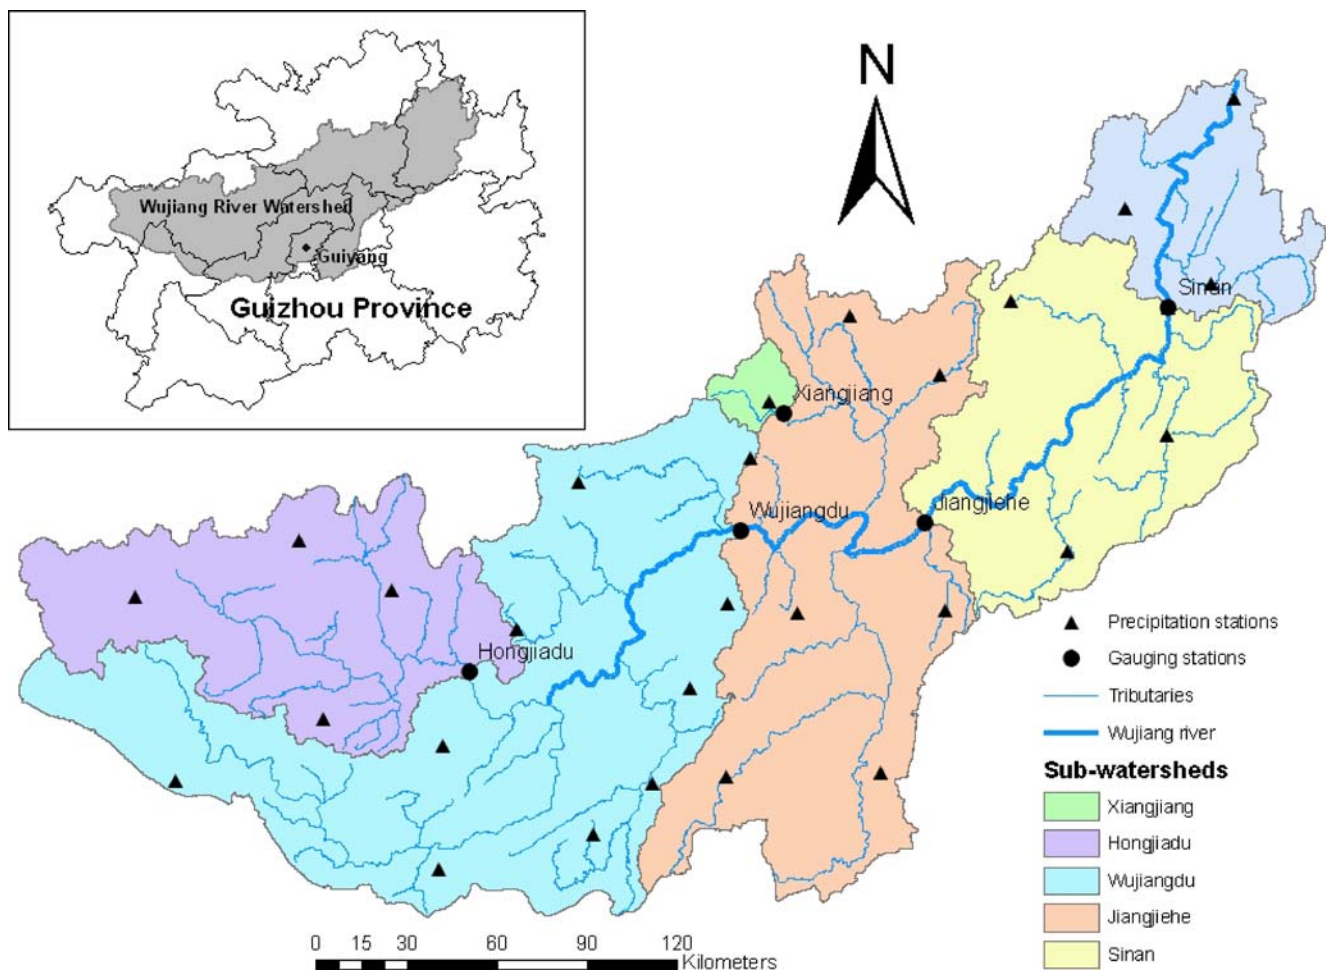 Wujiang River Watershed
Guiyang
Guizhou Province
N
Sinan
Xiangjiang
Wujiangdu
Jiangjiehe
Hongjiadu
Precipitation stations
Gauging stations
Tributaries
Wujiang river
Sub-watersheds
Xiangjiang
Hongjiadu
Wujiangdu
Jiangjiehe
Sinan
0 15 30 60 90 120
Kilometers